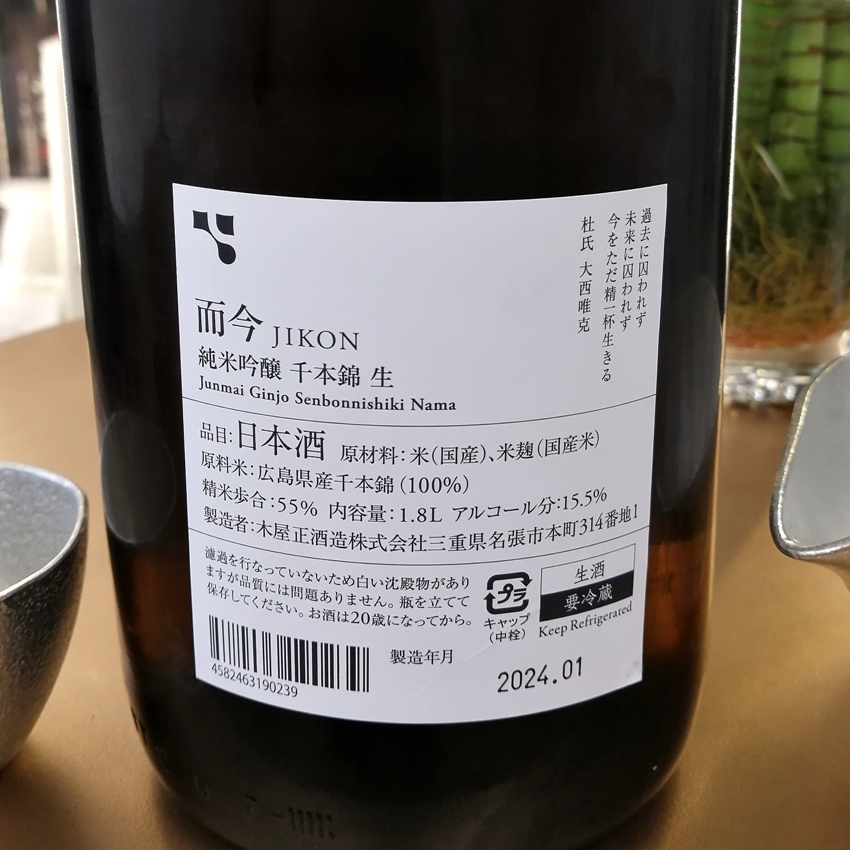 過去に囚われず
未来に囚われず
今をただ精一杯生きる
杜氏 大西唯克
而今 JIKON
純米吟醸 千本錦 生
Junmai Ginjo Senbonnishiki Nama
品目:日本酒 原材料:米(国産)、米麹(国産米)
原料米:広島県産千本錦(100%)
精米歩合:55% 内容量:1.8L アルコール分:15.5%
製造者:木屋正酒造株式会社三重県名張市本町314番地1
濾過を行なっていないため白い沈殿物があり
ますが品質には問題ありません。瓶を立てて
保存してください。お酒は20歳になってから。
プラ
キャップ
(中栓)
生酒
要冷蔵
Keep Refrigerated
4582463190239
製造年月
2024.01